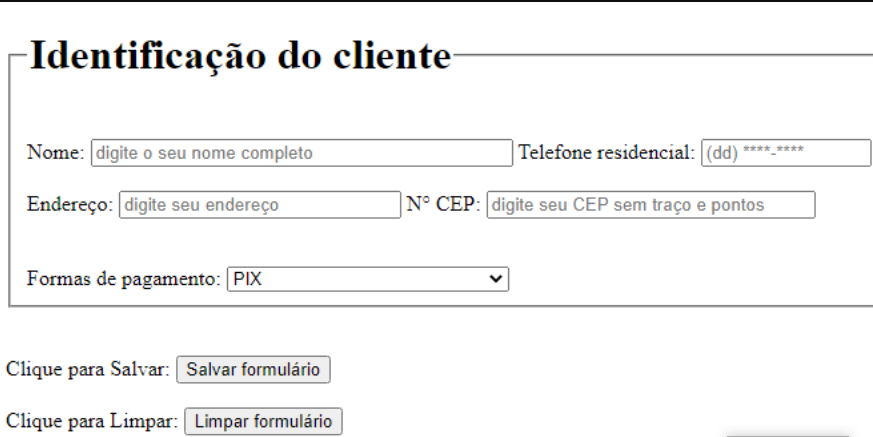 Identificação do cliente
Nome: digite o seu nome completo Telefone residencial: (dd) ****-****
Endereço: digite seu endereço N° CEP: digite seu CEP sem traço e pontos
Formas de pagamento: PIX
Clique para Salvar: Salvar formulário
Clique para Limpar: Limpar formulário